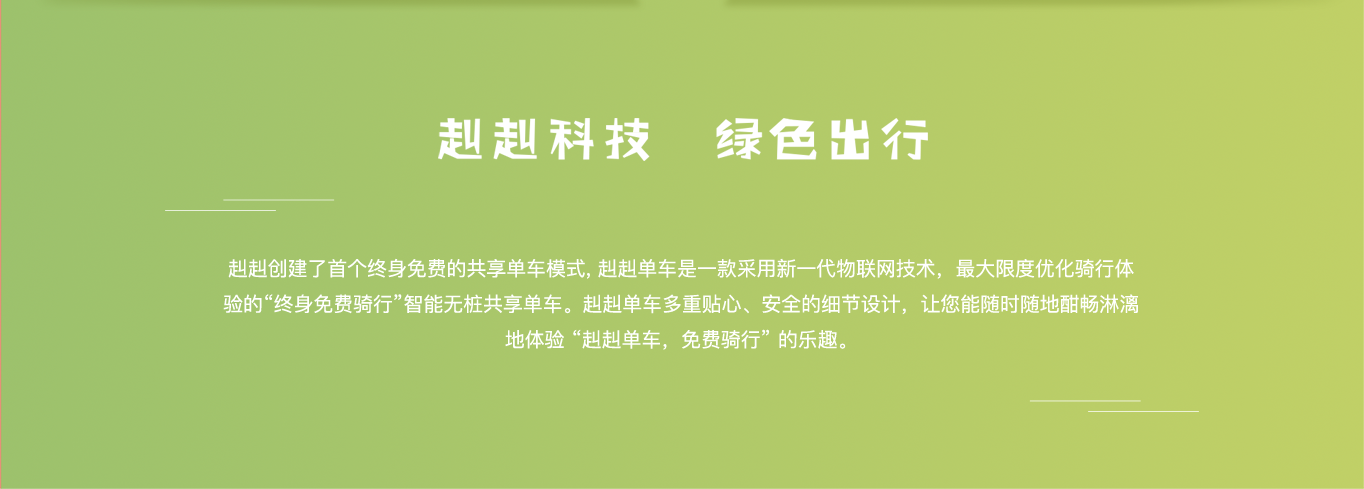 赳赳科技 绿色出行
赳赳创建了首个终身免费的共享单车模式, 赳赳单车是一款采用新一代物联网技术，最大限度优化骑行体
验的“终身免费骑行”智能无桩共享单车。赳赳单车多重贴心、安全的细节设计，让您能随时随地酣畅淋漓
地体验 “赳赳单车，免费骑行” 的乐趣。